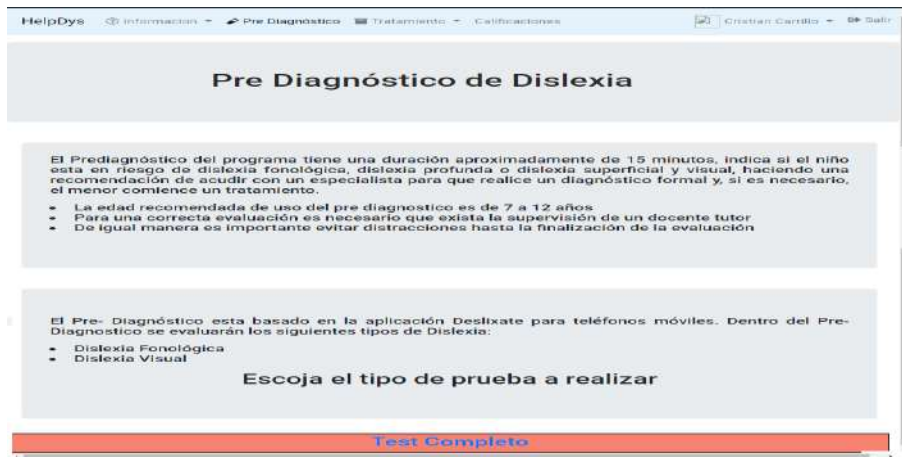 HelpDys Informacion Pre Diagnóstico Tratamiento Calificaciones Cristian Carrillo Salir
Pre Diagnóstico de Dislexia
El Prediagnóstico del programa tiene una duración aproximadamente de 15 minutos, indica si el niño
esta en riesgo de dislexia fonológica, dislexia profunda o dislexia superficial y visual, haciendo una
recomendación de acudir con un especialista para que realice un diagnóstico formal y, si es necesario,
el menor comience un tratamiento.
• La edad recomendada de uso del pre diagnostico es de 7 a 12 años
• Para una correcta evaluación es necesario que exista la supervisión de un docente tutor
• De igual manera es importante evitar distracciones hasta la finalización de la evaluación
El Pre- Diagnóstico esta basado en la aplicación Deslixate para teléfonos móviles. Dentro del Pre-
Diagnostico se evaluarán los siguientes tipos de Dislexia:
• Dislexia Fonológica
• Dislexia Visual
Escoja el tipo de prueba a realizar
Test Completo